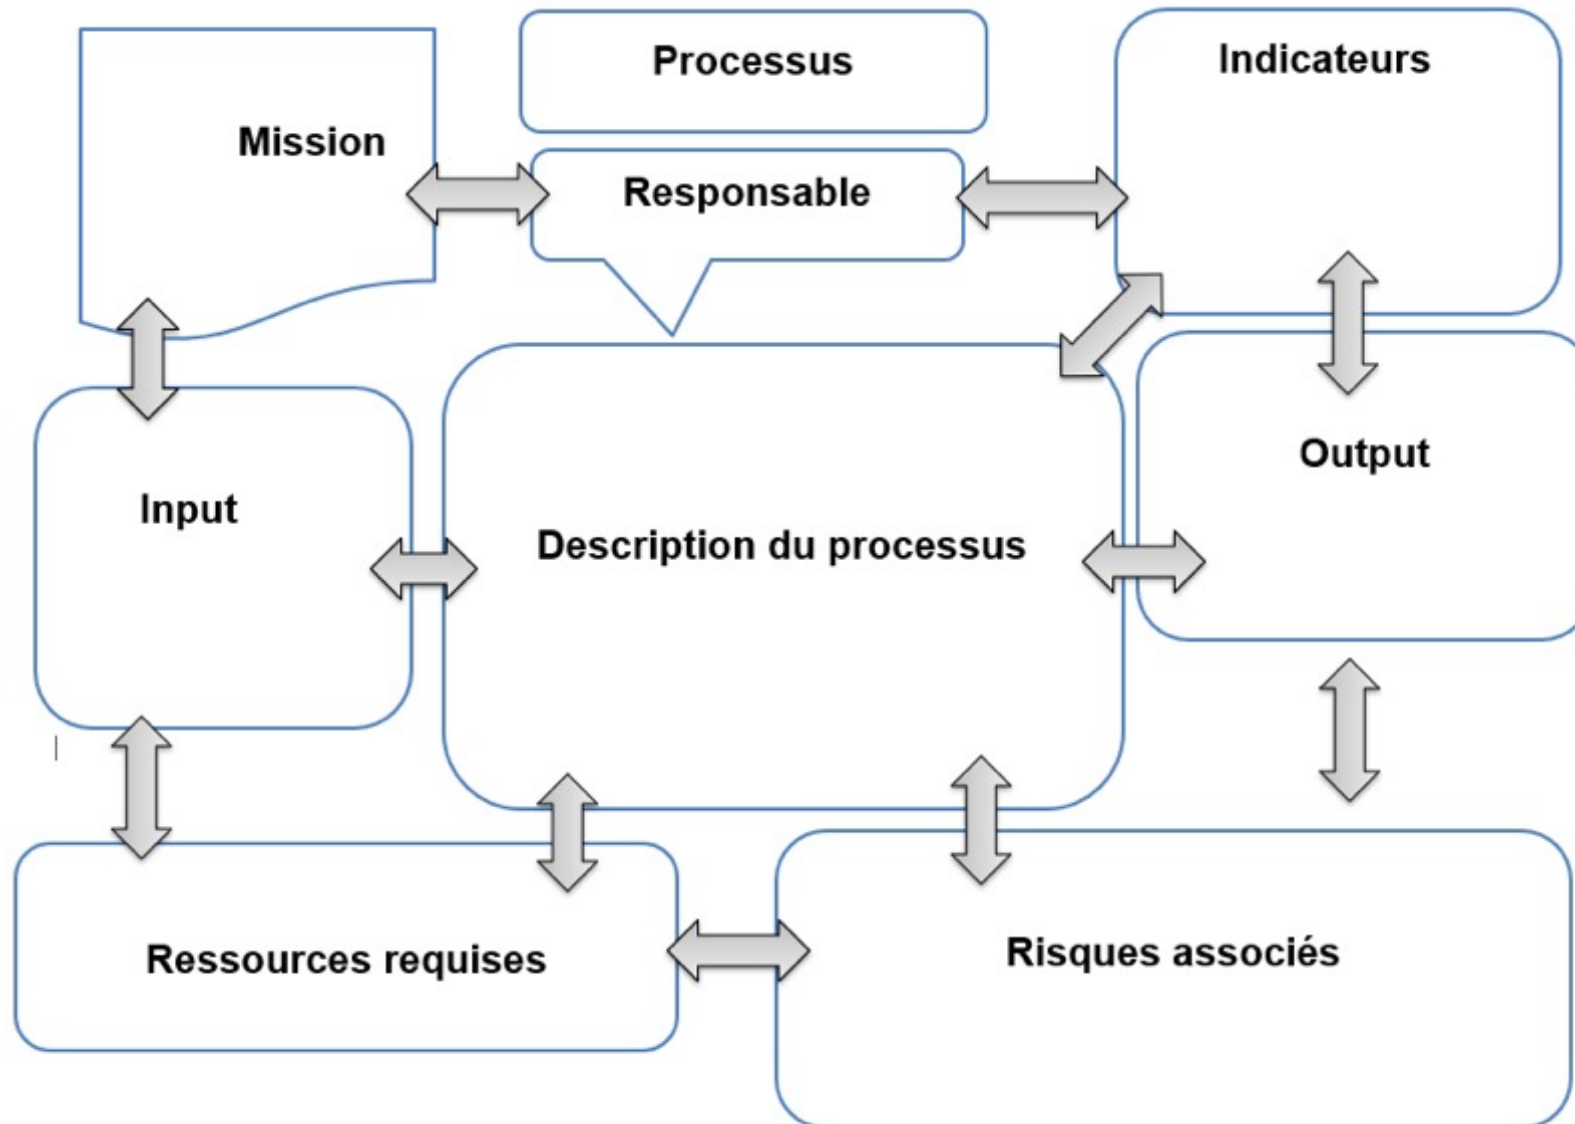 Processus
Indicateurs
Mission
Responsable
Input
Description du processus
Output
Ressources requises
Risques associés